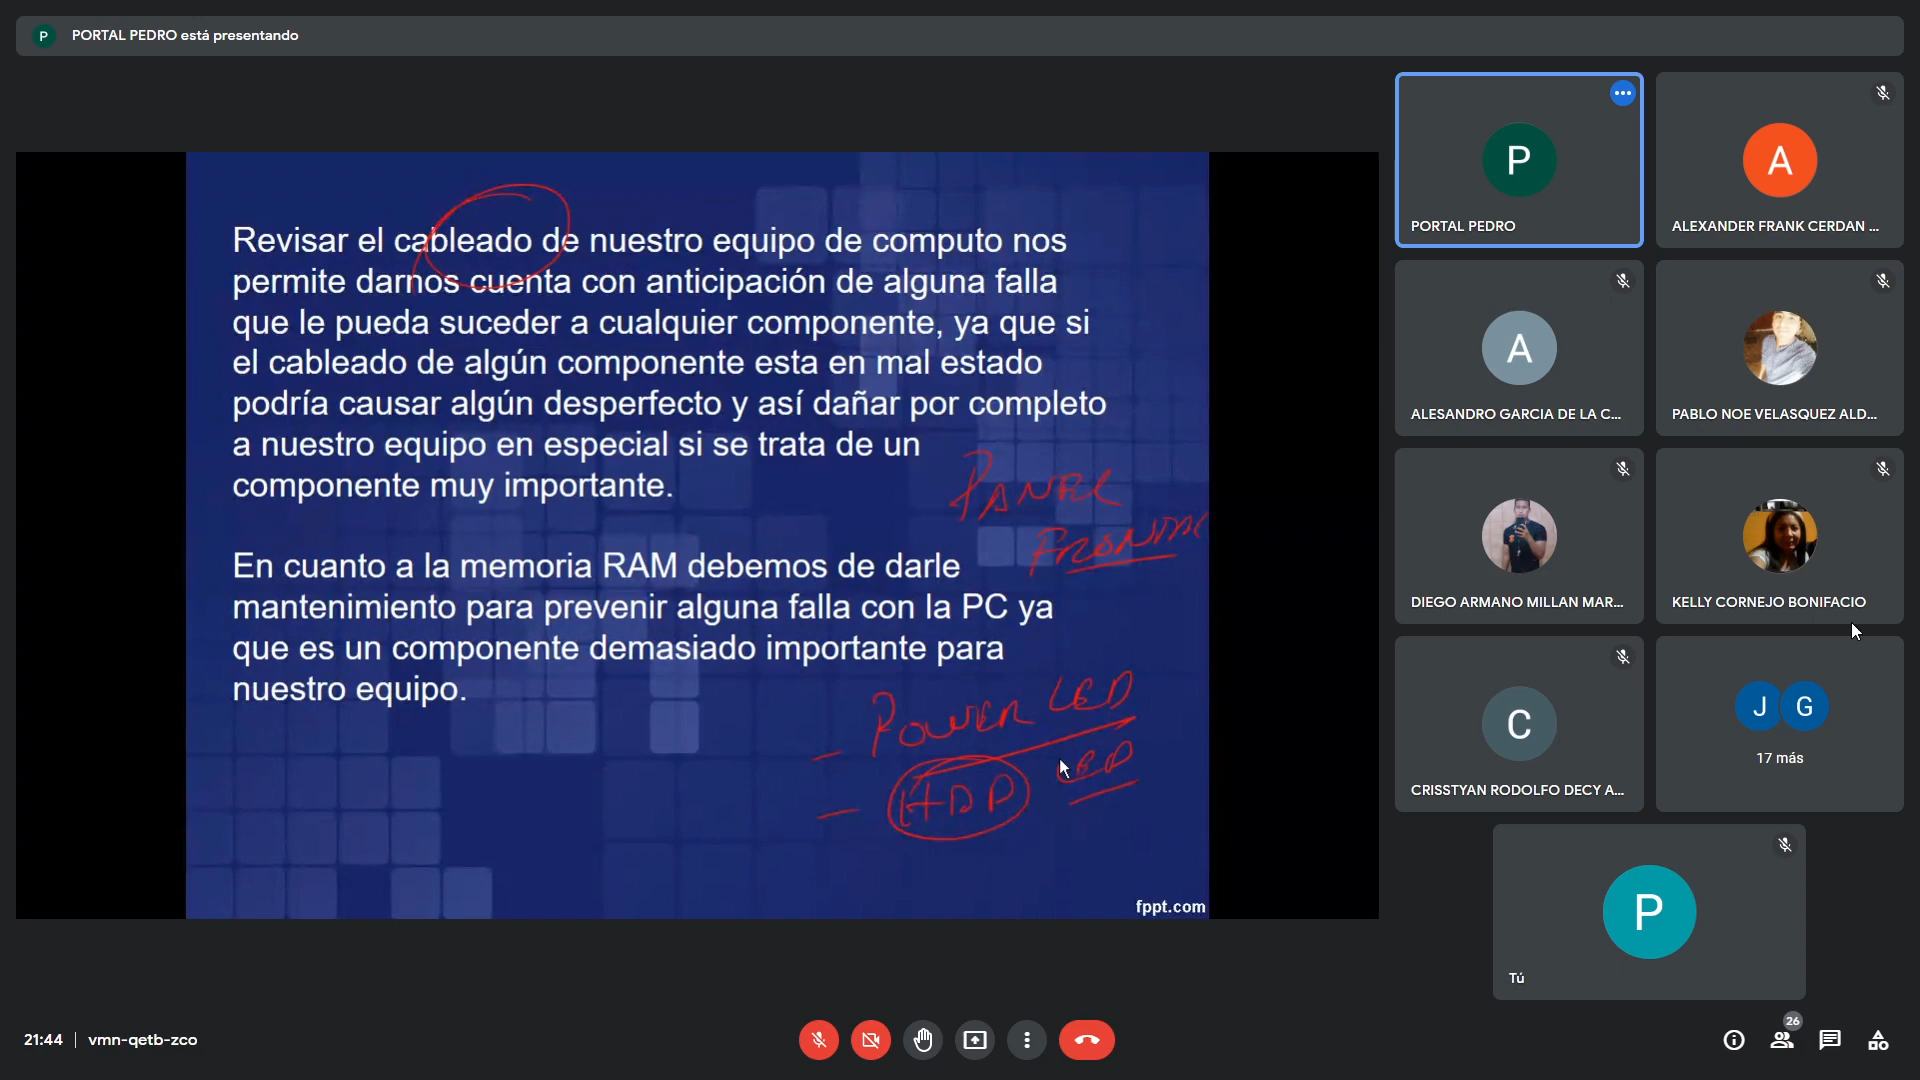 P
PORTAL PEDRO está presentando
Revisar el cableado de nuestro equipo de computo nos
permite darnos cuenta con anticipación de alguna falla
que le pueda suceder a cualquier componente, ya que si
el cableado de algún componente esta en mal estado
podría causar algún desperfecto y así dañar por completo
a nuestro equipo en especial si se trata de un
componente muy importante.
PANEL
FRONTAL
En cuanto a la memoria RAM debemos de darle
mantenimiento para prevenir alguna falla con la PC ya
que es un componente demasiado importante para
nuestro equipo.
- POWER LED
- HDD LED
fppt.com
P
PORTAL PEDRO
A
ALEXANDER FRANK CERDAN ...
A
ALESANDRO GARCIA DE LA C...
PABLO NOE VELASQUEZ ALD...
DIEGO ARMANO MILLAN MAR...
KELLY CORNEJO BONIFACIO
C
CRISSTYAN RODOLFO DECY A...
J G
17 más
P
Tú
21:44 | vmn-qetb-zco
26